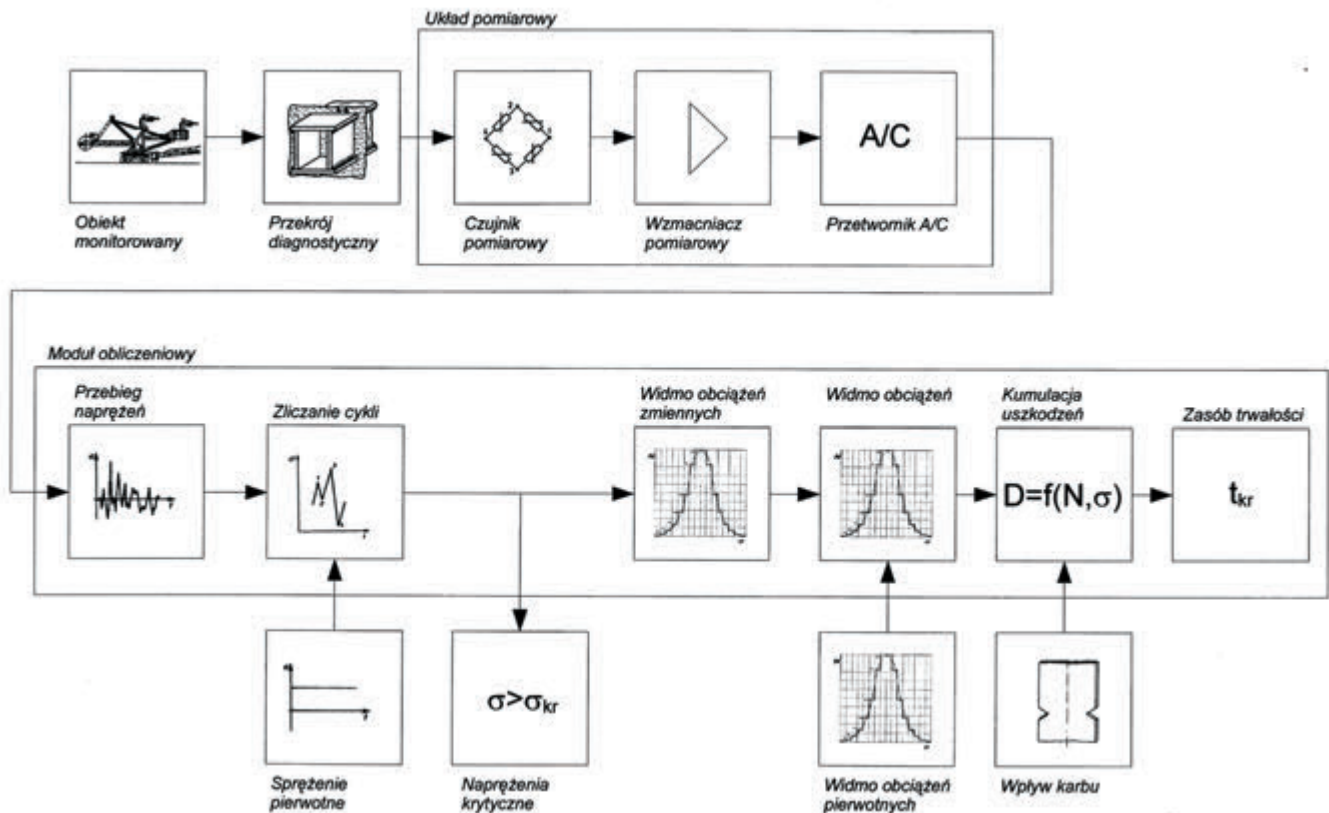 Układ pomiarowy
A/C
Obiekt
monitorowany
Przekrój
diagnostyczny
Czujnik
pomiarowy
Wzmacniacz
pomiarowy
Przetwornik A/C
Moduł obliczeniowy
Przebieg
naprężeń
Zliczanie cykli
Widmo obciążeń
zmiennych
Widmo obciążeń
Kumulacja
uszkodzeń
Zasób trwałości
D=f(N,σ)
tkr
σ>σkr
Sprężenie
pierwotne
Naprężenia
krytyczne
Widmo obciążeń
pierwotnych
Wpływ karbu